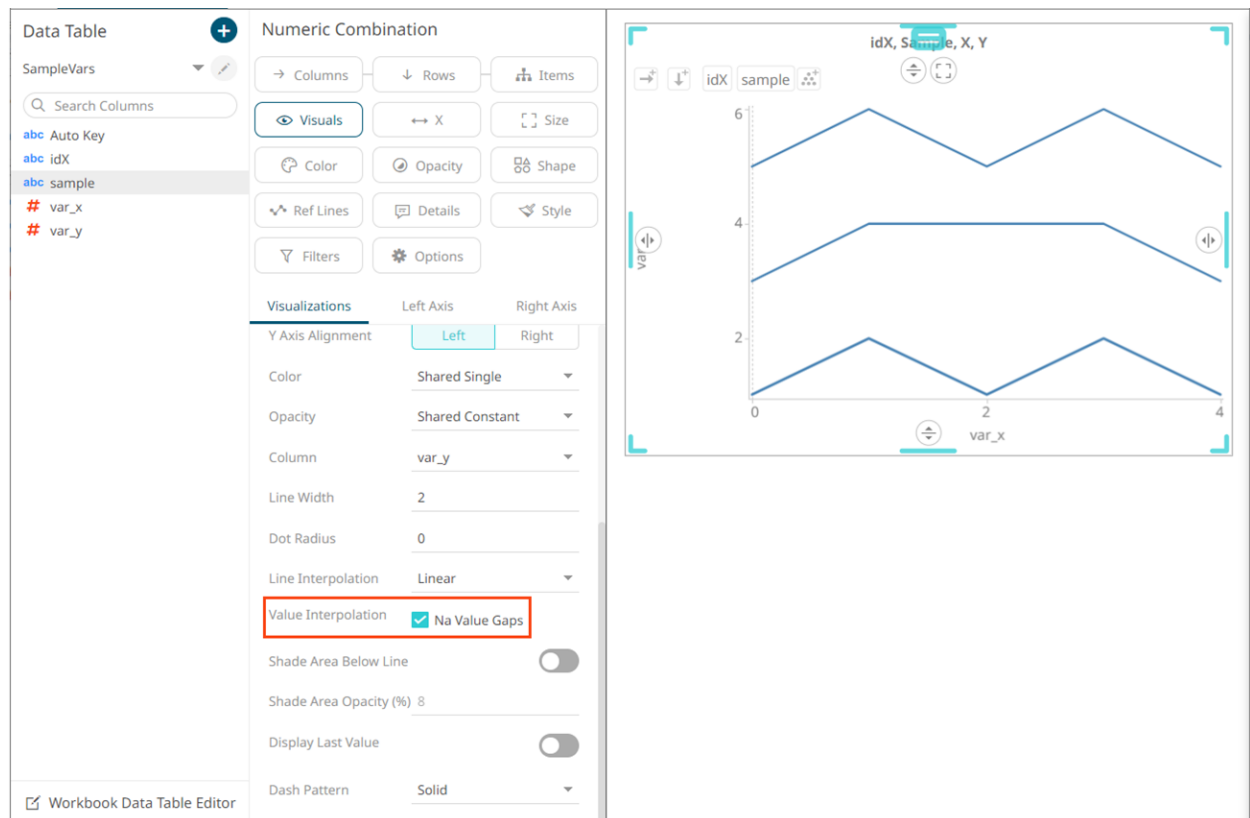 Data Table
SampleVars
Search Columns
abc Auto Key
abc idX
abc sample
# var_x
# var_y
Workbook Data Table Editor
Numeric Combination
Columns
Rows
Items
Visuals
X
Size
Color
Opacity
Shape
Ref Lines
Details
Style
Filters
Options
Visualizations
Left Axis
Right Axis
Y Axis Alignment Left Right
Color Shared Single
Opacity Shared Constant
Column var_y
Line Width 2
Dot Radius 0
Line Interpolation Linear
Value Interpolation Na Value Gaps
Shade Area Below Line
Shade Area Opacity (%) 8
Display Last Value
Dash Pattern Solid
idX, Sample, X, Y
idX sample
6
4
var
2
0 2 4
var_x